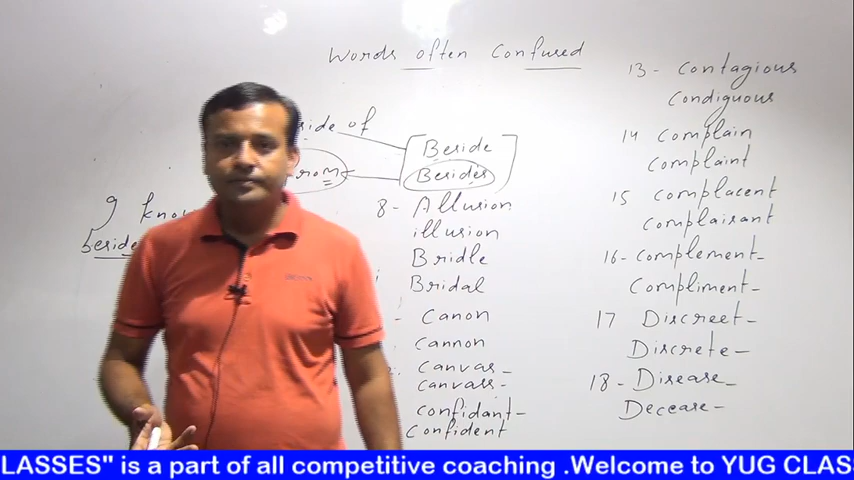 Words often Confused
side of
rom
[Beside
Besides]
I know
beside
8- Allusion
illusion
Bridle
Bridal
Canon
Cannon
Canvas
Canvass
Confidant
Confident
13- Contagious
Condiguous
14 Complain
Complaint
15 Complacent
Complairant
16- Complement
Compliment
17 Discreet
Discrete
18- Disease
Decease
LASSES" is a part of all competitive coaching .Welcome to YUG CLAS